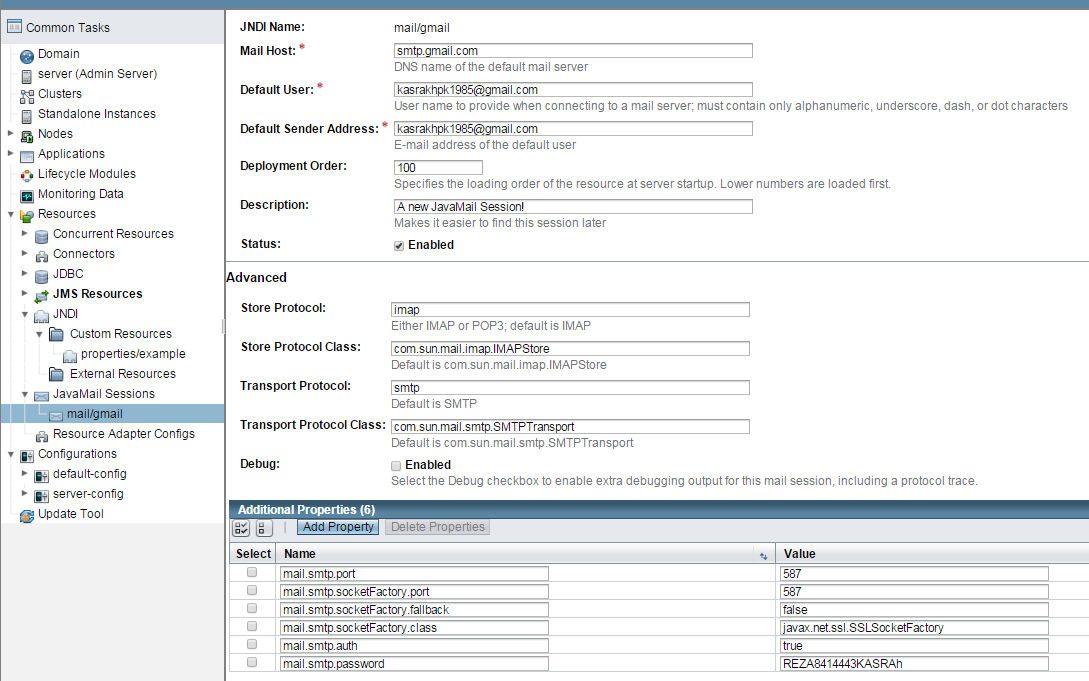 Common Tasks
Domain
server (Admin Server)
Clusters
Standalone Instances
Nodes
Applications
Lifecycle Modules
Monitoring Data
Resources
Concurrent Resources
Connectors
JDBC
JMS Resources
JNDI
Custom Resources
properties/example
External Resources
JavaMail Sessions
mail/gmail
Resource Adapter Configs
Configurations
default-config
server-config
Update Tool
JNDI Name: mail/gmail
Mail Host: * smtp.gmail.com
DNS name of the default mail server
Default User: * kasrakhpk1985@gmail.com
User name to provide when connecting to a mail server; must contain only alphanumeric, underscore, dash, or dot characters
Default Sender Address: * kasrakhpk1985@gmail.com
E-mail address of the default user
Deployment Order: 100
Specifies the loading order of the resource at server startup. Lower numbers are loaded first.
Description: A new JavaMail Session!
Makes it easier to find this session later
Status: Enabled
Advanced
Store Protocol: imap
Either IMAP or POP3; default is IMAP
Store Protocol Class: com.sun.mail.imap.IMAPStore
Default is com.sun.mail.imap.IMAPStore
Transport Protocol: smtp
Default is SMTP
Transport Protocol Class: com.sun.mail.smtp.SMTPTransport
Default is com.sun.mail.smtp.SMTPTransport
Debug: Enabled
Select the Debug checkbox to enable extra debugging output for this mail session, including a protocol trace.
Additional Properties (6)
Add Property Delete Properties
Select Name Value
mail.smtp.port 587
mail.smtp.socketFactory.port 587
mail.smtp.socketFactory.fallback false
mail.smtp.socketFactory.class javax.net.ssl.SSLSocketFactory
mail.smtp.auth true
mail.smtp.password REZA8414443KASRAh